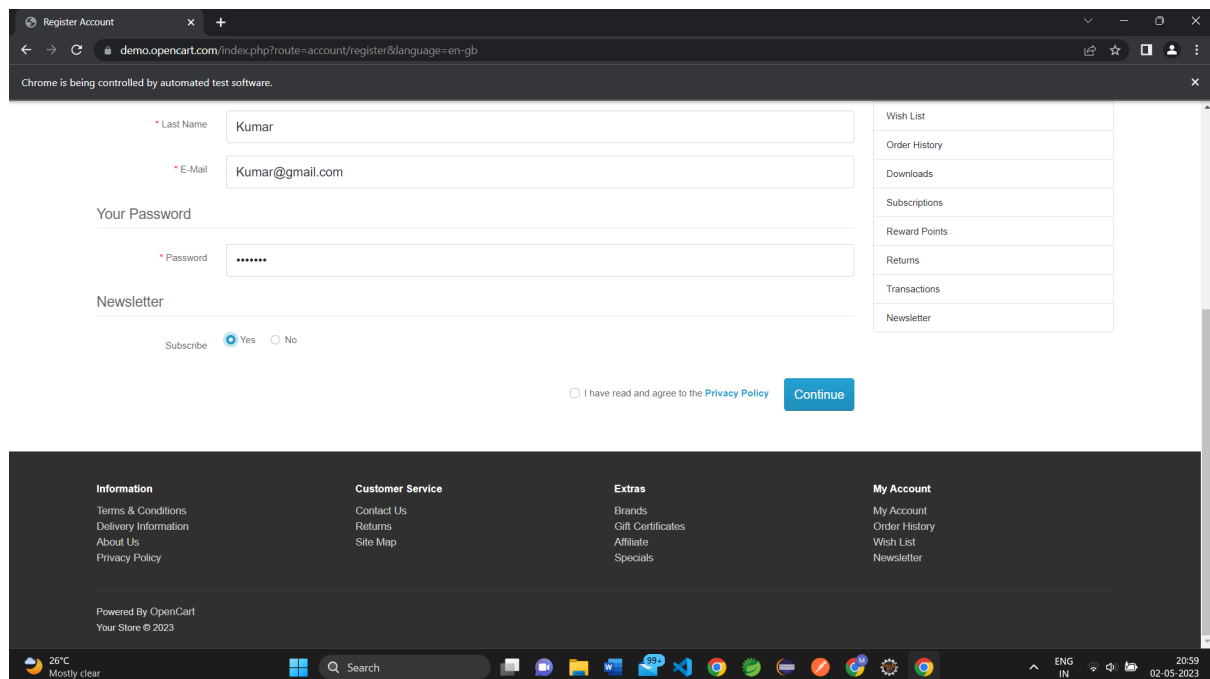 Register Account
demo.opencart.com/index.php?route=account/register&language=en-gb
Chrome is being controlled by automated test software.
* Last Name Kumar
* E-Mail Kumar@gmail.com
Your Password
* Password •••••••
Newsletter
Subscribe Yes No
I have read and agree to the Privacy Policy Continue
Wish List
Order History
Downloads
Subscriptions
Reward Points
Returns
Transactions
Newsletter
Information
Terms & Conditions
Delivery Information
About Us
Privacy Policy
Customer Service
Contact Us
Returns
Site Map
Extras
Brands
Gift Certificates
Affiliate
Specials
My Account
My Account
Order History
Wish List
Newsletter
Powered By OpenCart
Your Store © 2023
26°C
Mostly clear
Search
99+
M
ENG
IN
20:59
02-05-2023